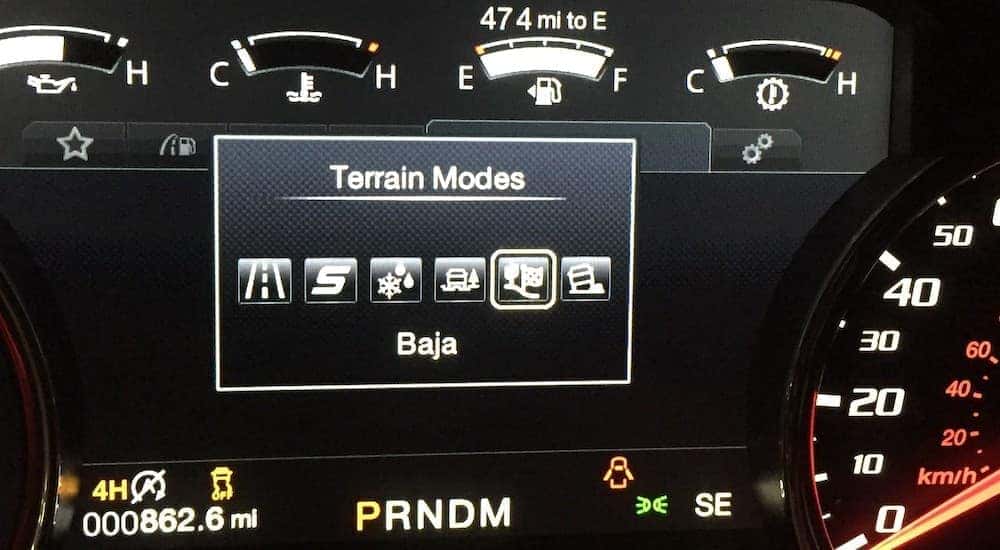 474 mi to E
H
C H
E F
C H
Terrain Modes
S
Baja
50
40
30
20
10
0
60
40
20
km/h
4H
000862.6 mi
PRNDM
SE